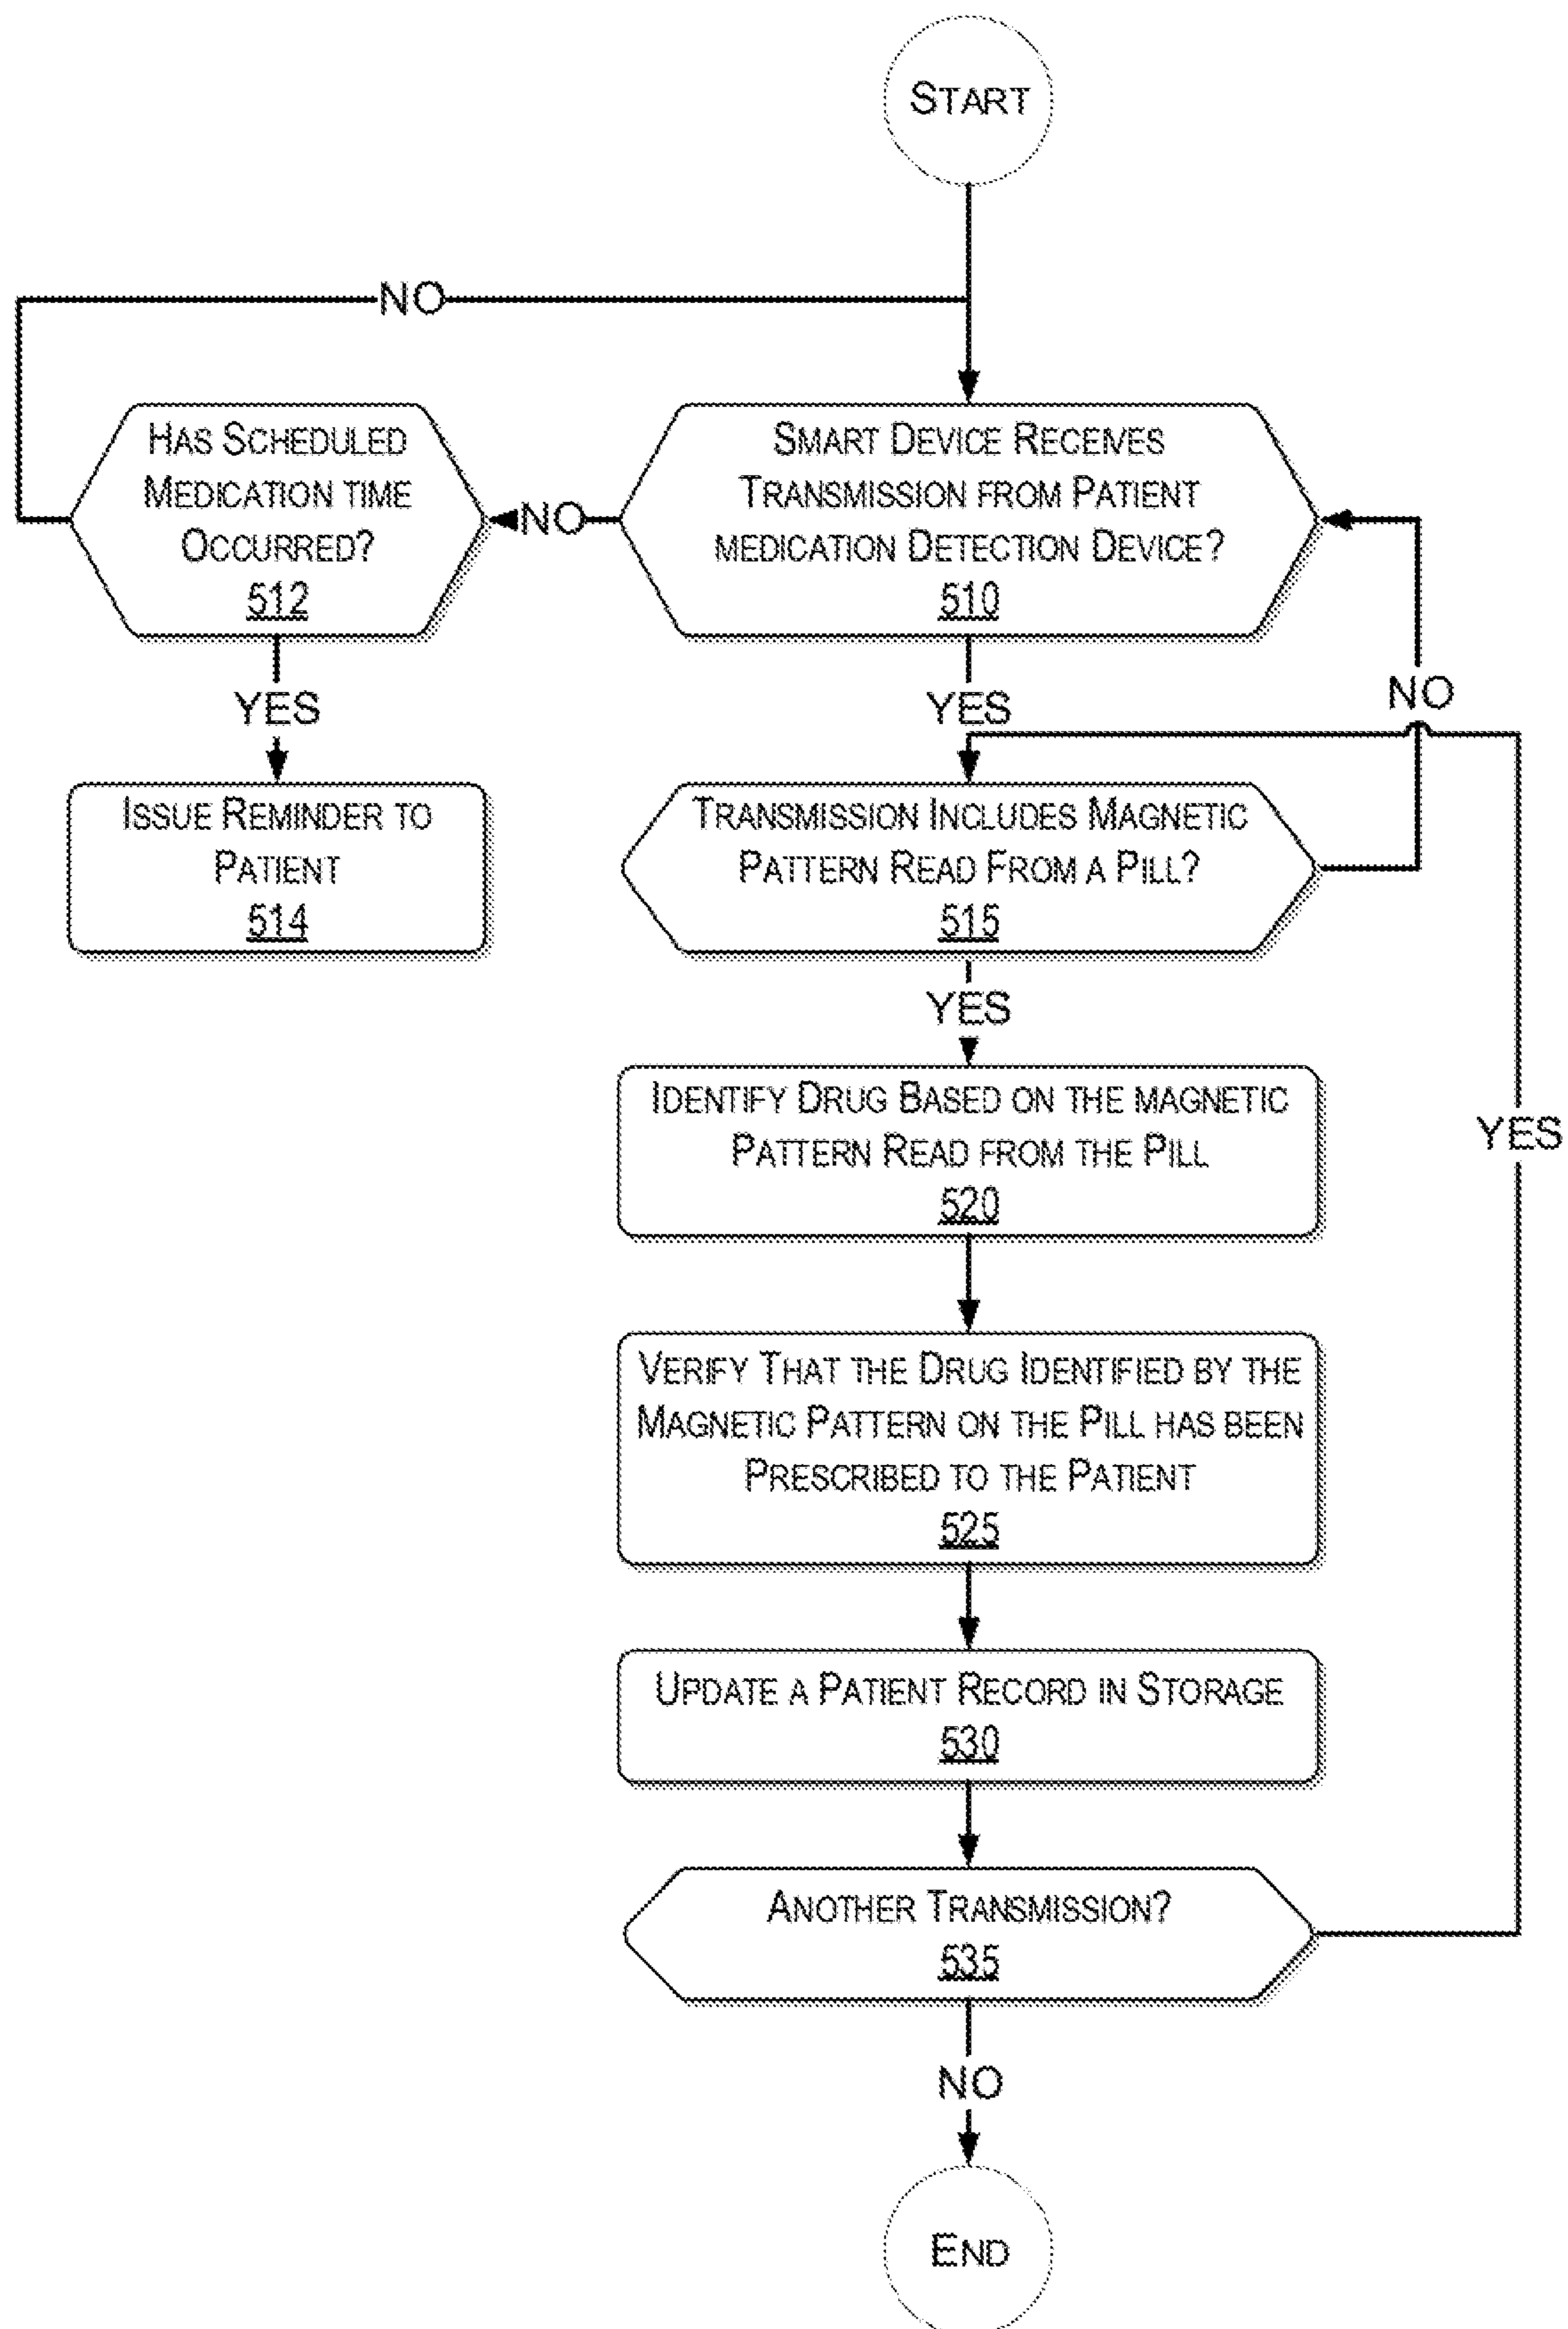 START
NO
HAS SCHEDULED
MEDICATION TIME
OCCURRED?
512
NO
SMART DEVICE RECEIVES
TRANSMISSION FROM PATIENT
MEDICATION DETECTION DEVICE?
510
YES
YES
NO
ISSUE REMINDER TO
PATIENT
514
TRANSMISSION INCLUDES MAGNETIC
PATTERN READ FROM A PILL?
515
YES
IDENTIFY DRUG BASED ON THE MAGNETIC
PATTERN READ FROM THE PILL
520
YES
VERIFY THAT THE DRUG IDENTIFIED BY THE
MAGNETIC PATTERN ON THE PILL HAS BEEN
PRESCRIBED TO THE PATIENT
525
UPDATE A PATIENT RECORD IN STORAGE
530
ANOTHER TRANSMISSION?
535
NO
END